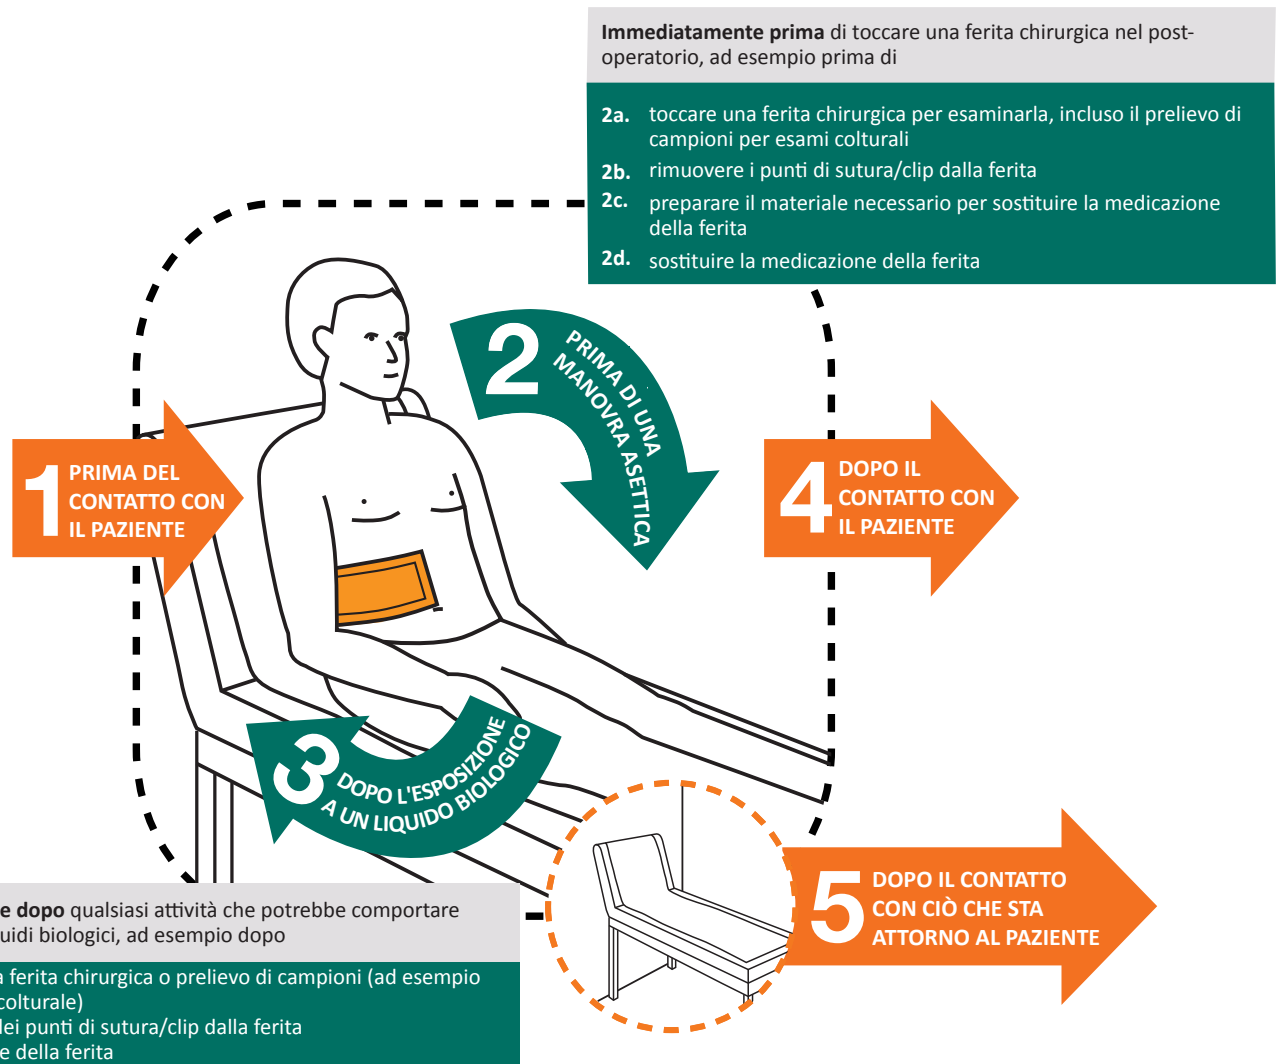 Immediatamente prima di toccare una ferita chirurgica nel post-
operatorio, ad esempio prima di
2a. toccare una ferita chirurgica per esaminarla, incluso il prelievo di
campioni per esami colturali
2b. rimuovere i punti di sutura/clip dalla ferita
2c. preparare il materiale necessario per sostituire la medicazione
della ferita
2d. sostituire la medicazione della ferita
1 PRIMA DEL
CONTATTO CON
IL PAZIENTE
2 PRIMA DI UNA
MANOVRA ASETTICA
3 DOPO L'ESPOSIZIONE
A UN LIQUIDO BIOLOGICO
4 DOPO IL
CONTATTO CON
IL PAZIENTE
5 DOPO IL CONTATTO
CON CIÒ CHE STA
ATTORNO AL PAZIENTE
e dopo qualsiasi attività che potrebbe comportare
uidi biologici, ad esempio dopo
a ferita chirurgica o prelievo di campioni (ad esempio
colturale)
dei punti di sutura/clip dalla ferita
e della ferita